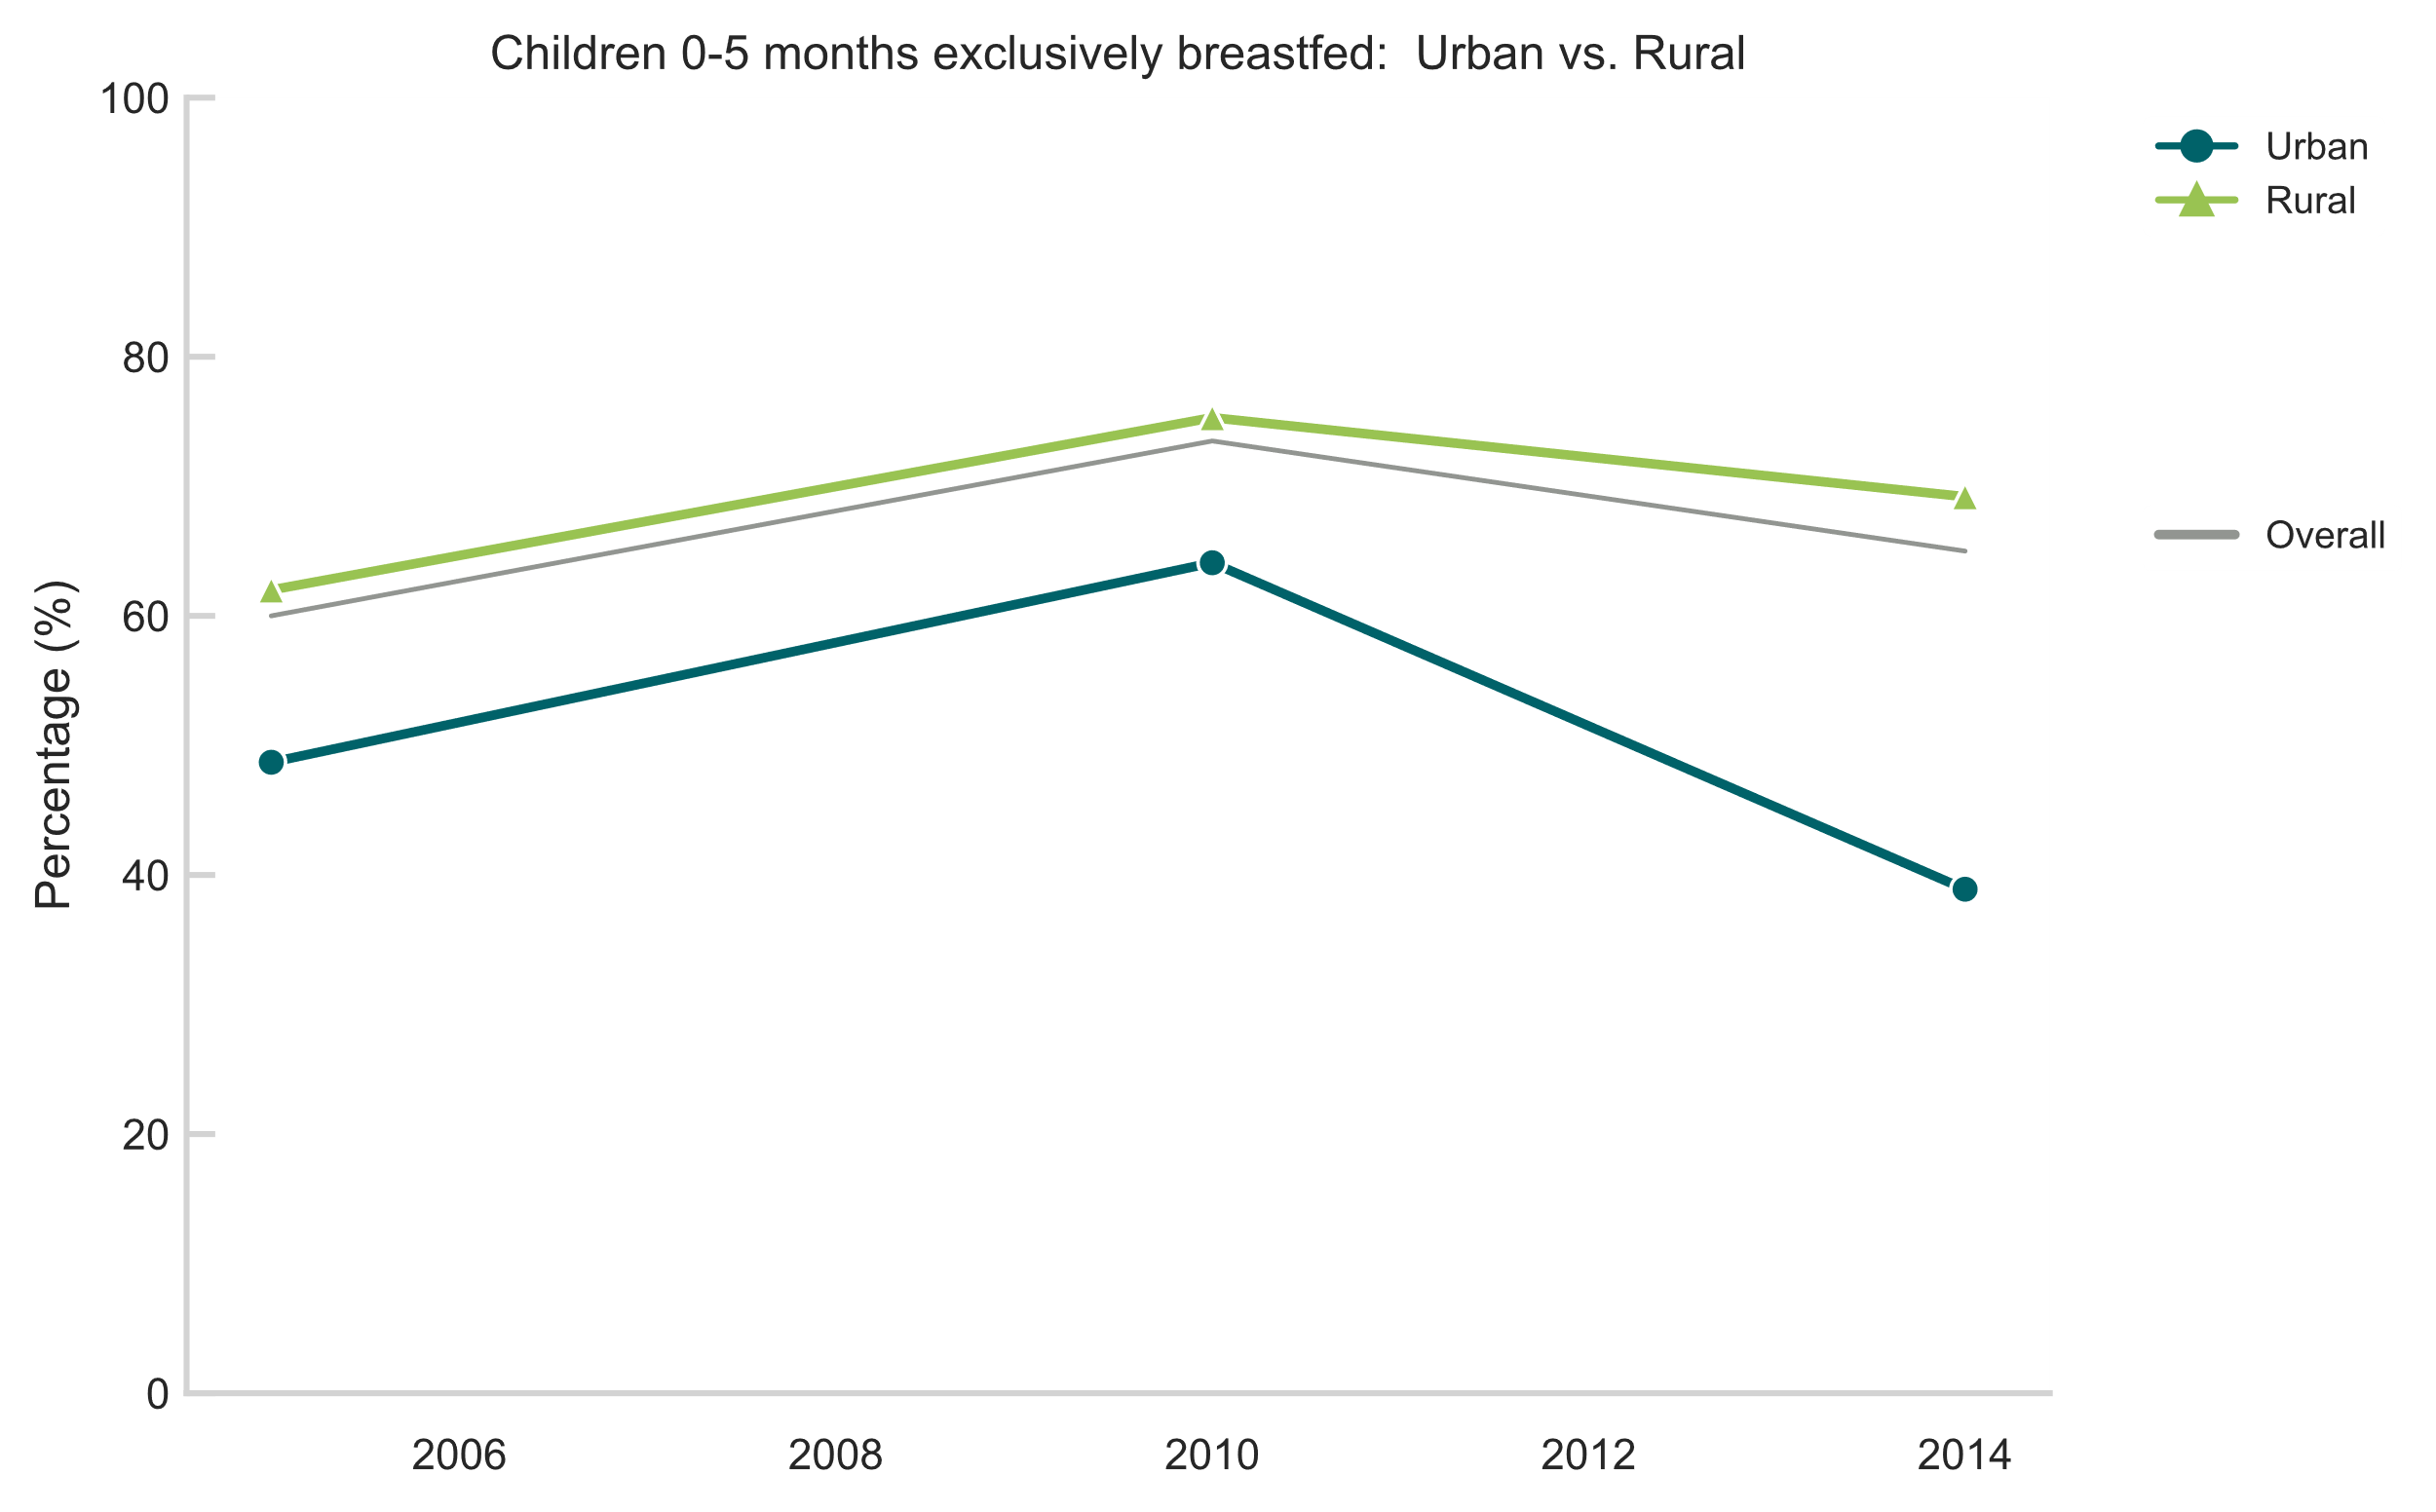 Children 0-5 months exclusively breastfed:  Urban vs. Rural
100
80
60
40
20
0
Percentage (%)
2006
2008
2010
2012
2014
Urban
Rural
Overall